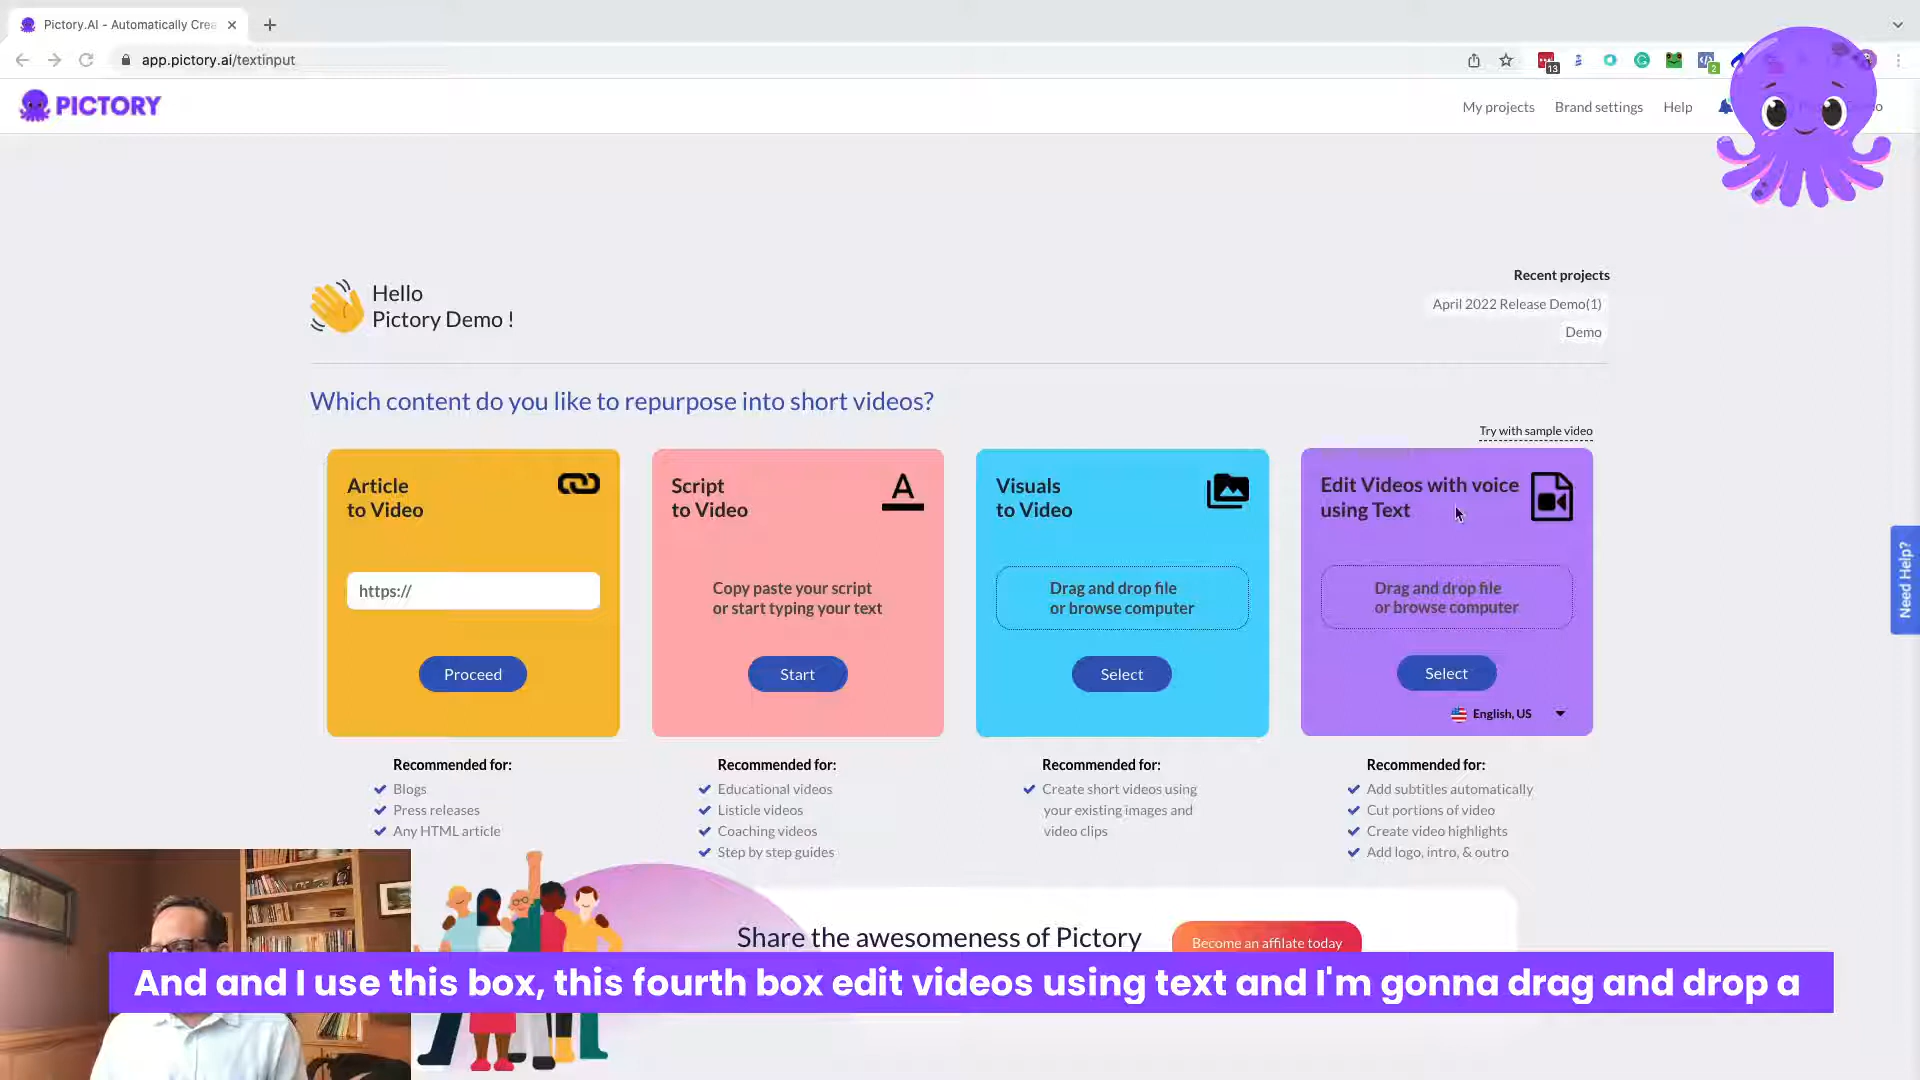 Pictory.AI - Automatically Crea
app.pictory.ai/textinput
13
2
PICTORY
My projects
Brand settings
Help
Hello
Pictory Demo !
Recent projects
April 2022 Release Demo(1)
Demo
Which content do you like to repurpose into short videos?
Try with sample video
Article
to Video
https://
Proceed
Script
to Video
Copy paste your script
or start typing your text
Start
Visuals
to Video
Drag and drop file
or browse computer
Select
Edit Videos with voice
using Text
Drag and drop file
or browse computer
Select
English, US
Need Help?
Recommended for:
Blogs
Press releases
Any HTML article
Recommended for:
Educational videos
Listicle videos
Coaching videos
Step by step guides
Recommended for:
Create short videos using
your existing images and
video clips
Recommended for:
Add subtitles automatically
Cut portions of video
Create video highlights
Add logo, intro, & outro
Share the awesomeness of Pictory
Become an affilate today
And and I use this box, this fourth box edit videos using text and I'm gonna drag and drop a